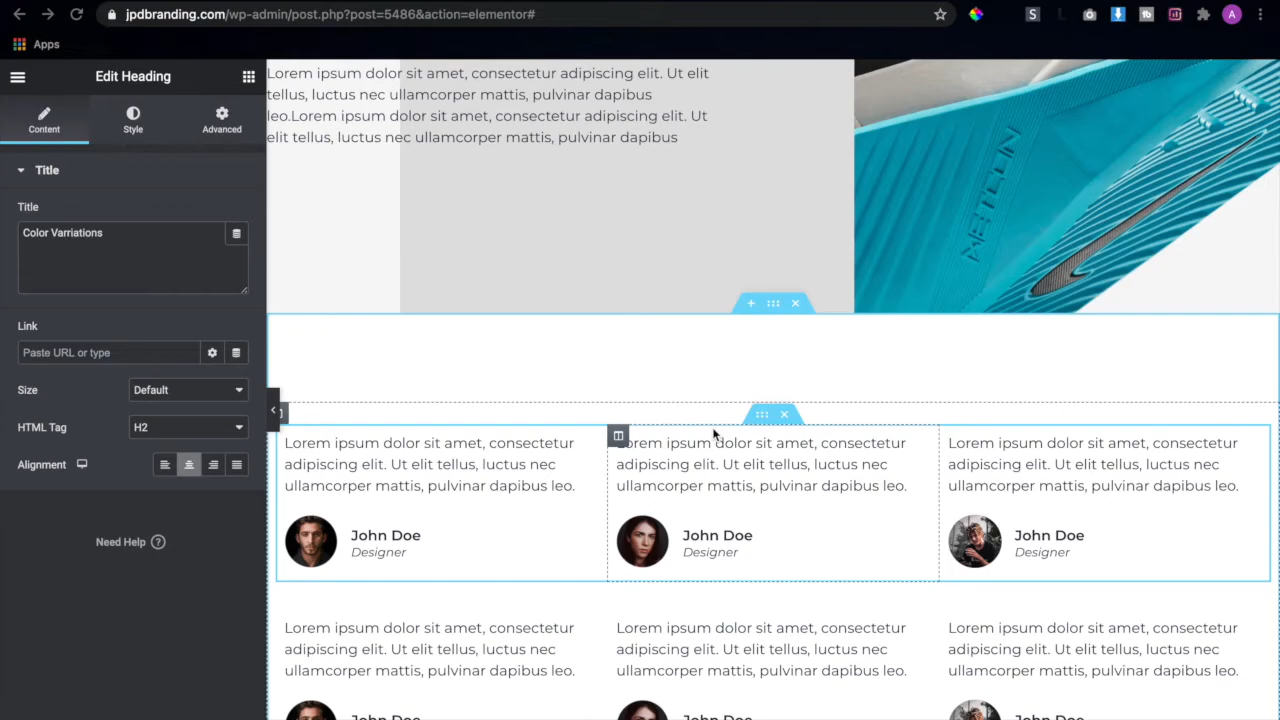 jpdbranding.com/wp-admin/post.php?post=5486&action=elementor#
S
A
Apps
Edit Heading
Content
Style
Advanced
Title
Title
Color Varriations
Link
Paste URL or type
Size
Default
HTML Tag
H2
Alignment
Need Help ?
Lorem ipsum dolor sit amet, consectetur adipiscing elit. Ut elit
tellus, luctus nec ullamcorper mattis, pulvinar dapibus
leo.Lorem ipsum dolor sit amet, consectetur adipiscing elit. Ut
elit tellus, luctus nec ullamcorper mattis, pulvinar dapibus
METCON
Lorem ipsum dolor sit amet, consectetur
adipiscing elit. Ut elit tellus, luctus nec
ullamcorper mattis, pulvinar dapibus leo.
John Doe
Designer
Lorem ipsum dolor sit amet, consectetur
adipiscing elit. Ut elit tellus, luctus nec
ullamcorper mattis, pulvinar dapibus leo.
John Doe
Designer
Lorem ipsum dolor sit amet, consectetur
adipiscing elit. Ut elit tellus, luctus nec
ullamcorper mattis, pulvinar dapibus leo.
John Doe
Designer
Lorem ipsum dolor sit amet, consectetur
adipiscing elit. Ut elit tellus, luctus nec
ullamcorper mattis, pulvinar dapibus leo.
John Doe
Lorem ipsum dolor sit amet, consectetur
adipiscing elit. Ut elit tellus, luctus nec
ullamcorper mattis, pulvinar dapibus leo.
John Doe
Lorem ipsum dolor sit amet, consectetur
adipiscing elit. Ut elit tellus, luctus nec
ullamcorper mattis, pulvinar dapibus leo.
John Doe